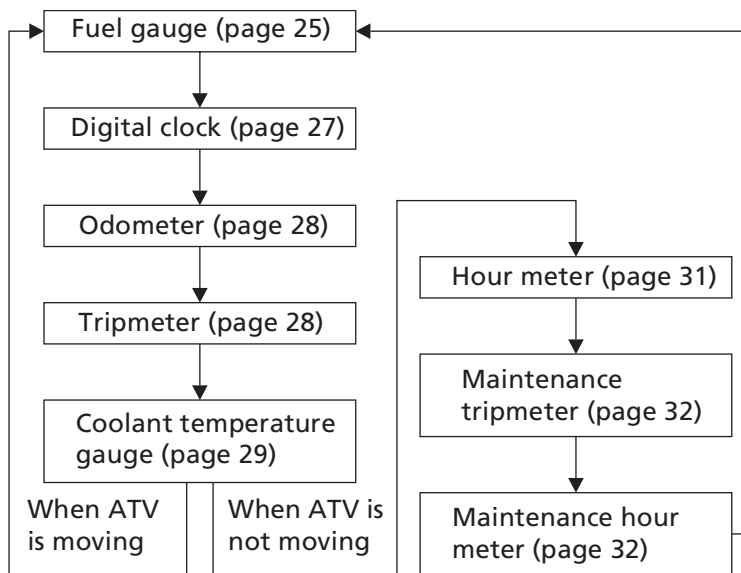 Fuel gauge (page 25)
Digital clock (page 27)
Odometer (page 28)
Tripmeter (page 28)
Coolant temperature
gauge (page 29)
When ATV
is moving
When ATV is
not moving
Hour meter (page 31)
Maintenance
tripmeter (page 32)
Maintenance hour
meter (page 32)